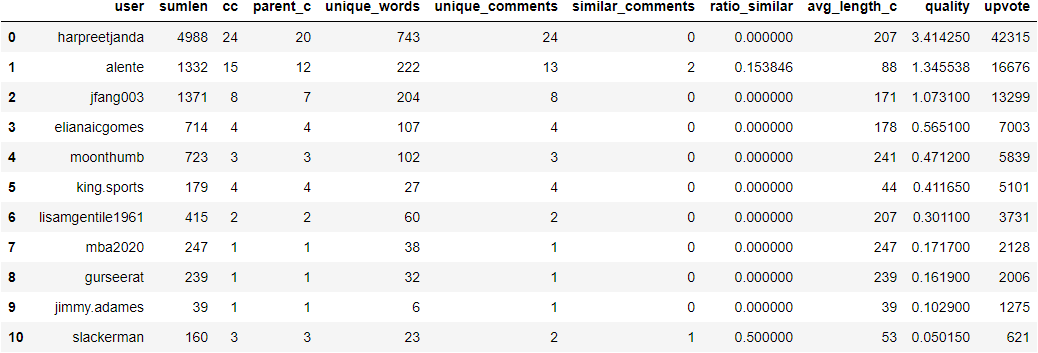 user sumlen cc parent_c unique_words unique_comments similar_comments ratio_similar avg_length_c quality upvote
0 harpreetjanda 4988 24 20 743 24 0 0.000000 207 3.414250 42315
1 alente 1332 15 12 222 13 2 0.153846 88 1.345538 16676
2 jfang003 1371 8 7 204 8 0 0.000000 171 1.073100 13299
3 elianaicgomes 714 4 4 107 4 0 0.000000 178 0.565100 7003
4 moonthumb 723 3 3 102 3 0 0.000000 241 0.471200 5839
5 king.sports 179 4 4 27 4 0 0.000000 44 0.411650 5101
6 lisamgentile1961 415 2 2 60 2 0 0.000000 207 0.301100 3731
7 mba2020 247 1 1 38 1 0 0.000000 247 0.171700 2128
8 gurseerat 239 1 1 32 1 0 0.000000 239 0.161900 2006
9 jimmy.adames 39 1 1 6 1 0 0.000000 39 0.102900 1275
10 slackerman 160 3 3 23 2 1 0.500000 53 0.050150 621